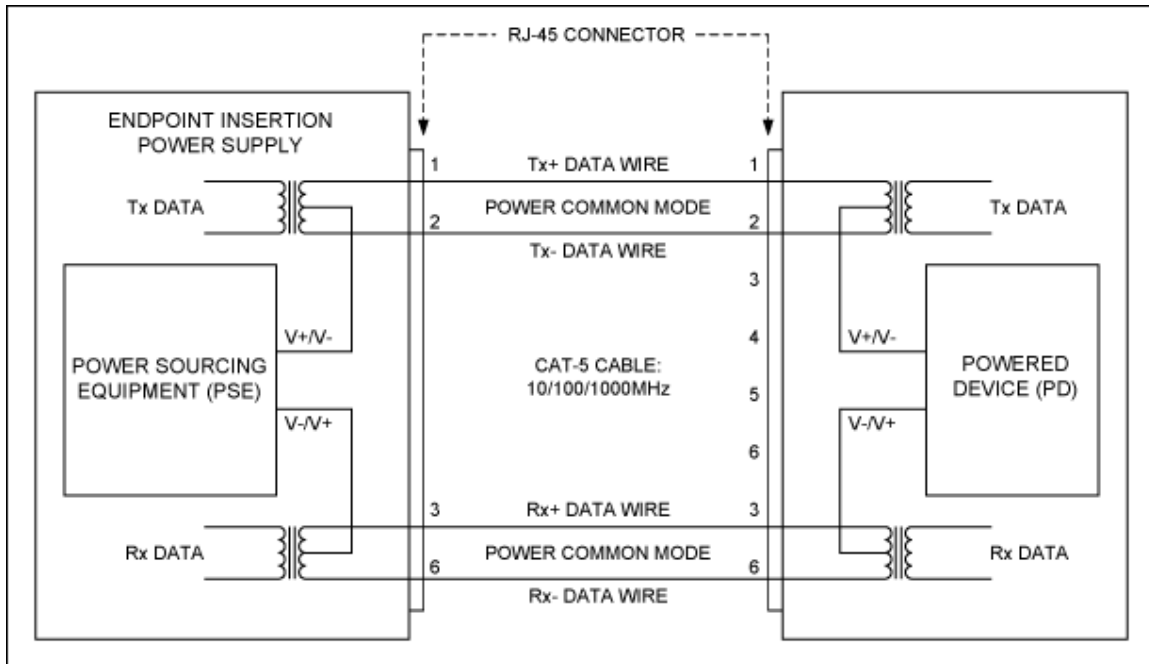 RJ-45 CONNECTOR
ENDPOINT INSERTION
POWER SUPPLY
1
Tx+ DATA WIRE
1
Tx DATA
POWER COMMON MODE
Tx DATA
2
2
Tx- DATA WIRE
3
V+/V-
4
V+/V-
POWER SOURCING
EQUIPMENT (PSE)
CAT-5 CABLE:
10/100/1000MHz
POWERED
DEVICE (PD)
5
V-/V+
V-/V+
6
3
Rx+ DATA WIRE
3
Rx DATA
POWER COMMON MODE
Rx DATA
6
6
Rx- DATA WIRE